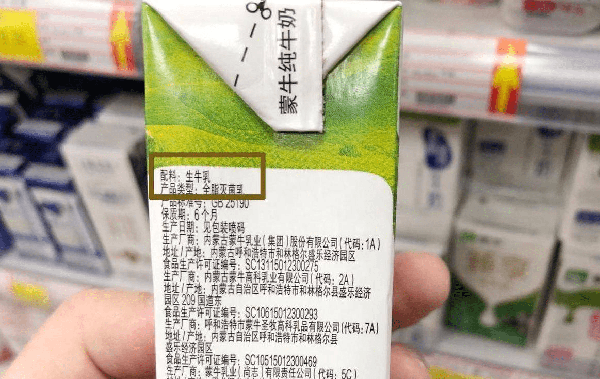 蒙牛纯牛奶
配料：生牛乳
产品类型：全脂灭菌乳
产品标准号：GB 25190
保质期：6个月
生产日期：见包装喷码
生产厂商：内蒙古蒙牛乳业（集团）股份有限公司（代码：1A）
地址/产地：内蒙古呼和浩特市和林格尔盛乐经济园区
食品生产许可证编号：SC13115012300275
生产厂商：内蒙古蒙牛高科乳业有限公司（代码：2A）
地址/产地：内蒙古自治区呼和浩特市和林格尔县盛乐经济
园区209国道东
食品生产许可证编号：SC10615012300293
生产厂商：呼和浩特市蒙牛圣牧高科乳品有限公司（代码：7A）
地址/产地：内蒙古自治区呼和浩特市和林格尔县
盛乐经济园区
食品生产许可证编号：SC10515012300469
生产厂商：蒙牛乳业（尚志）有限责任公司（代码：5C）